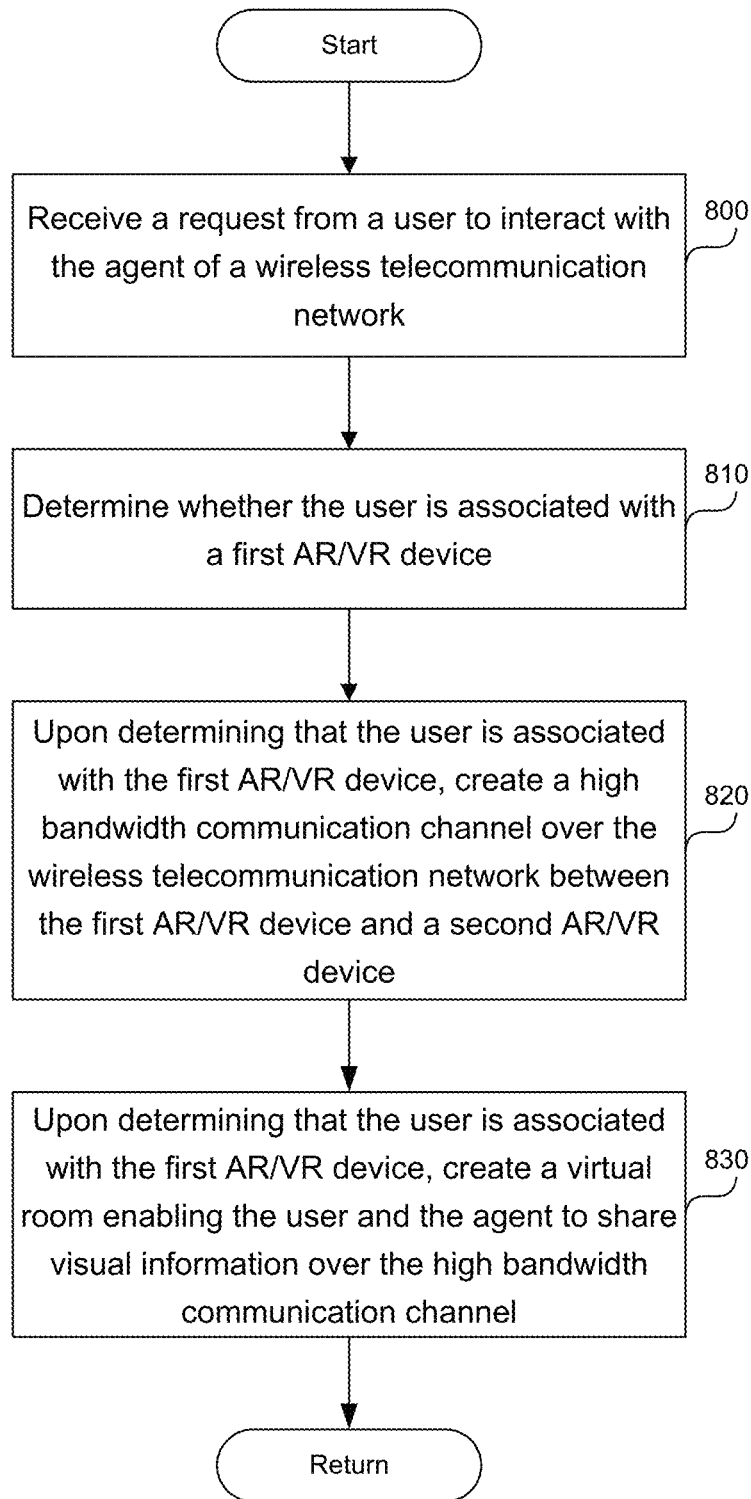 Start
Receive a request from a user to interact with
the agent of a wireless telecommunication
network
800
Determine whether the user is associated with
a first AR/VR device
810
Upon determining that the user is associated
with the first AR/VR device, create a high
bandwidth communication channel over the
wireless telecommunication network between
the first AR/VR device and a second AR/VR
device
820
Upon determining that the user is associated
with the first AR/VR device, create a virtual
room enabling the user and the agent to share
visual information over the high bandwidth
communication channel
830
Return